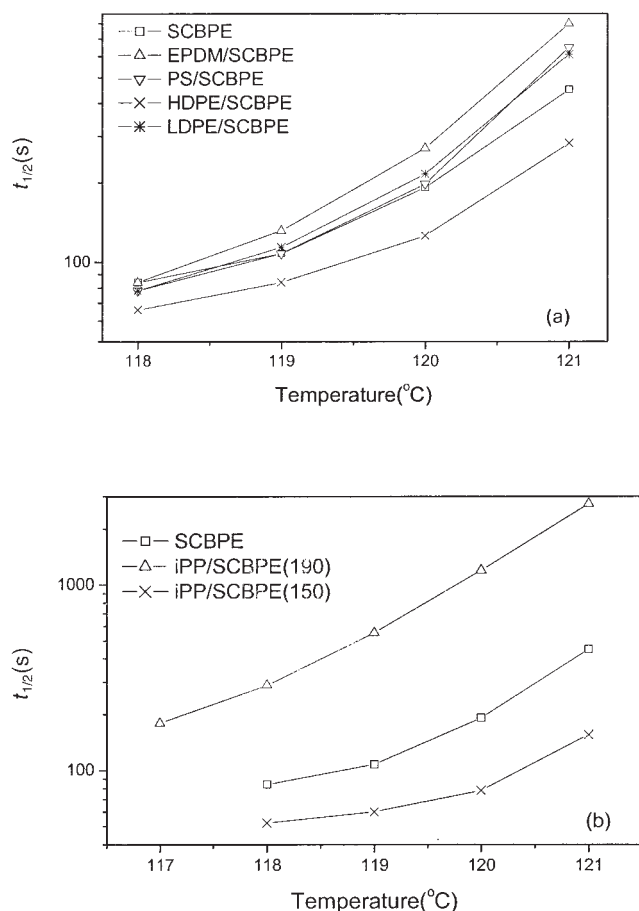 SCBPE
EPDM/SCBPE
PS/SCBPE
HDPE/SCBPE
LDPE/SCBPE
t1/2(s)
100
(a)
118 119 120 121
Temperature(°C)
SCBPE
iPP/SCBPE(190)
iPP/SCBPE(150)
1000
t1/2(s)
100
(b)
117 118 119 120 121
Temperature(°C)